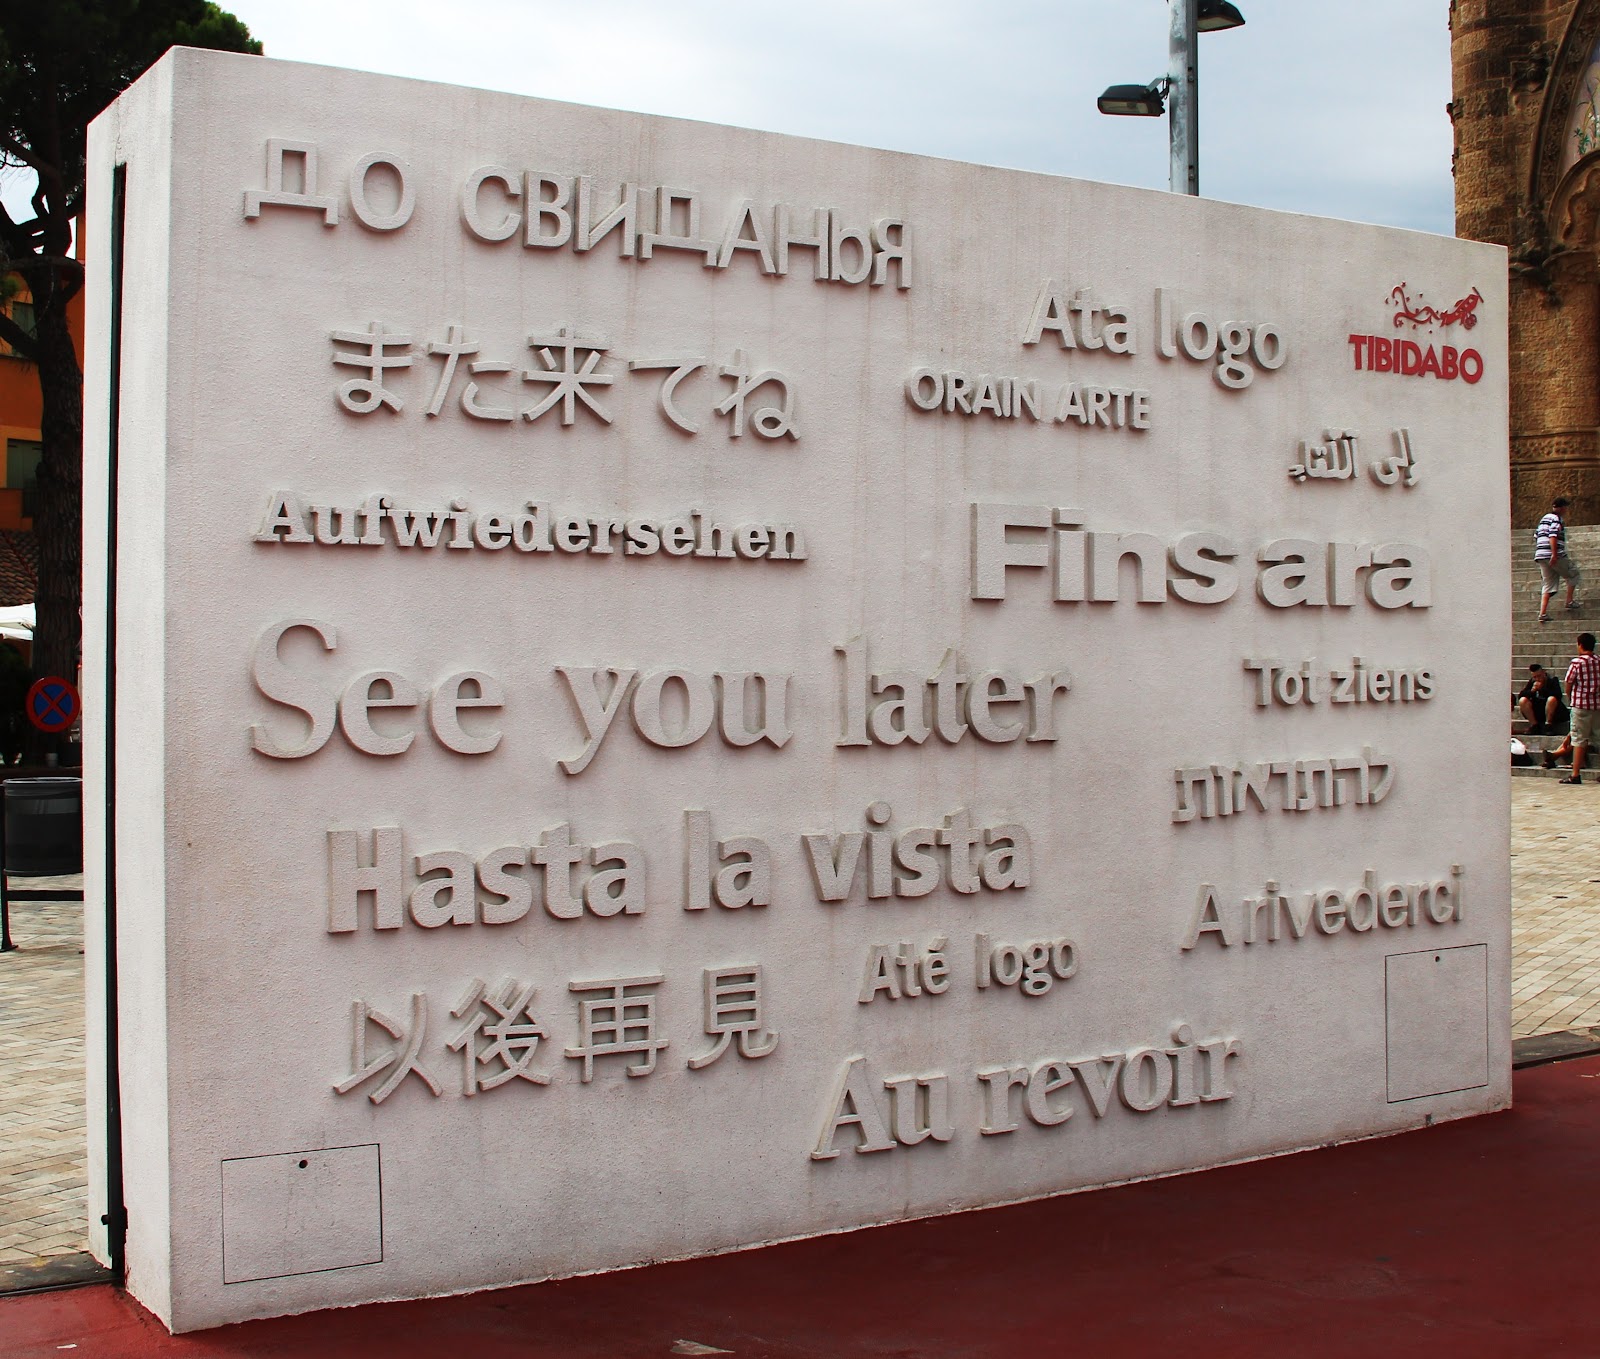 ДО СВИДАНЬЯ
Ata logo
TIBIDABO
また来てね
ORAIN ARTE
إلى اللقاء
Aufwiedersehen
Fins ara
See you later
Tot ziens
להתראות
Hasta la vista
A rivederci
Até logo
以後再見
Au revoir